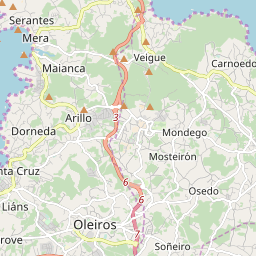 Serantes
Mera
Veigue
Maianca
Carnoedo
Arillo
3
Dorneda
Mondego
Mosteirón
nta Cruz
6
6
Osedo
Liáns
Oleiros
7
rove
Soñeiro